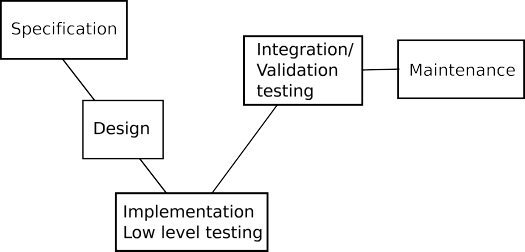 Specification
Design
Implementation
Low level testing
Integration/
Validation
testing
Maintenance